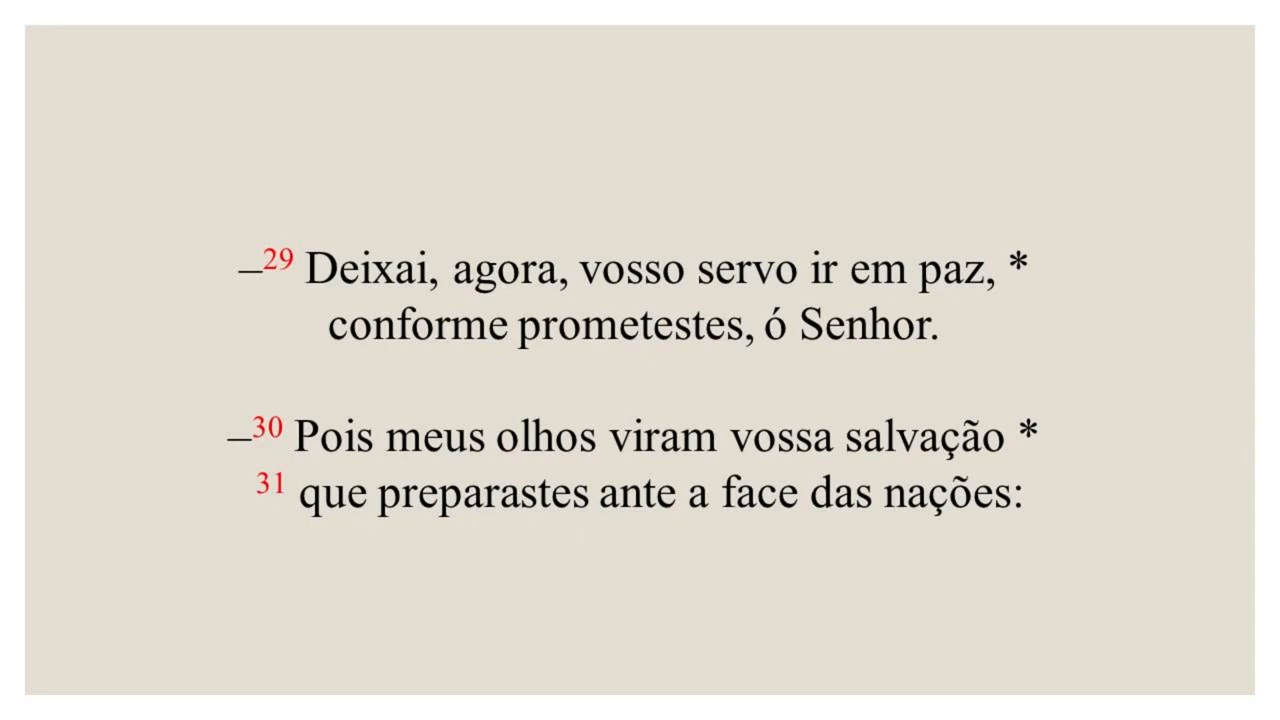 –29 Deixai, agora, vosso servo ir em paz, *
conforme prometestes, ó Senhor.
–30 Pois meus olhos viram vossa salvação *
31 que preparastes ante a face das nações: